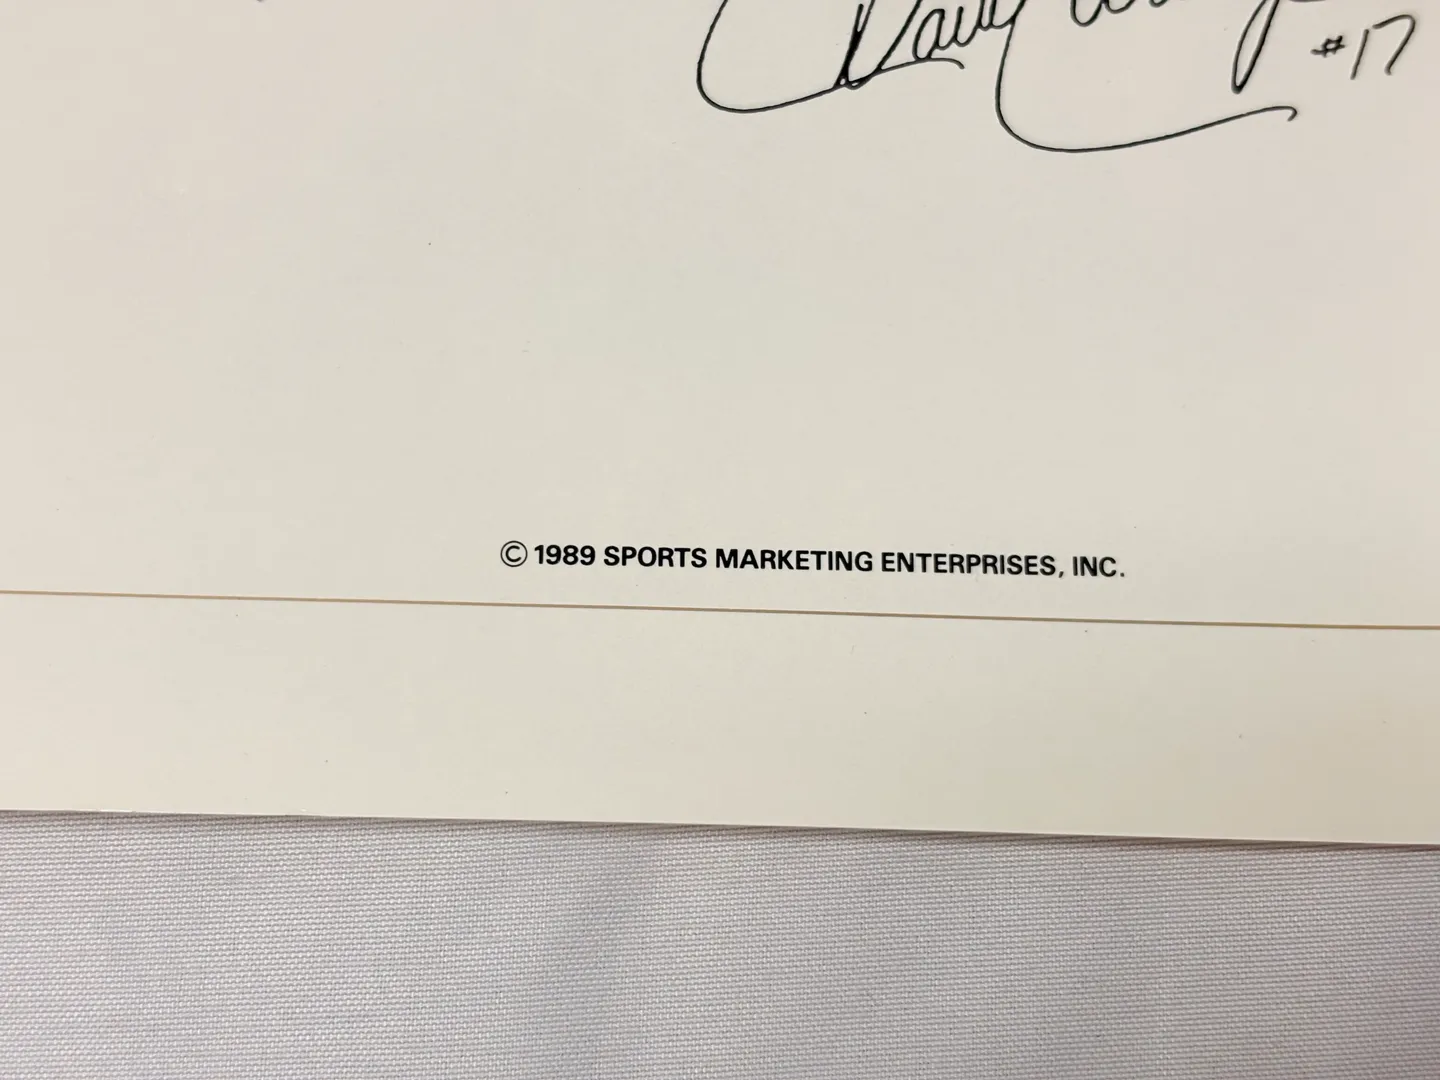 #17
© 1989 SPORTS MARKETING ENTERPRISES, INC.